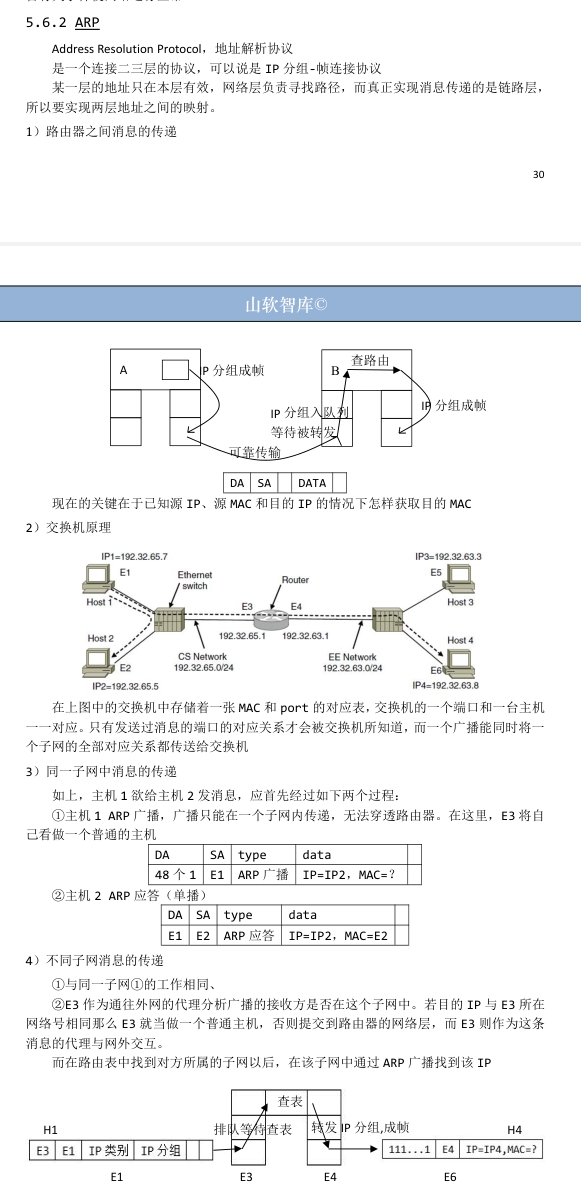 5.6.2 ARP
Address Resolution Protocol，地址解析协议
是一个连接二三层的协议，可以说是 IP 分组-帧连接协议
某一层的地址只在本层有效，网络层负责寻找路径，而真正实现消息传递的是链路层，
所以要实现两层地址之间的映射。
1）路由器之间消息的传递
30
山软智库©
A
IP 分组成帧
B
查路由
IP 分组成帧
IP 分组入队列
等待被转发
可靠传输
DA SA DATA
现在的关键在于已知源 IP、源 MAC 和目的 IP 的情况下怎样获取目的 MAC
2）交换机原理
IP1=192.32.65.7
IP3=192.32.63.3
E1
Ethernet
switch
Router
E5
Host 1
E3
E4
Host 3
Host 2
192.32.65.1
192.32.63.1
Host 4
E2
CS Network
192.32.65.0/24
EE Network
192.32.63.0/24
E6
IP2=192.32.65.5
IP4=192.32.63.8
在上图中的交换机中存储着一张 MAC 和 port 的对应表，交换机的一个端口和一台主机
一一对应。只有发送过消息的端口的对应关系才会被交换机所知道，而一个广播能同时将一
个子网的全部对应关系都传送给交换机
3）同一子网中消息的传递
如上，主机 1 欲给主机 2 发消息，应首先经过如下两个过程：
①主机 1 ARP 广播，广播只能在一个子网内传递，无法穿透路由器。在这里，E3 将自
己看做一个普通的主机
DA SA type data
48 个 1 E1 ARP 广播 IP=IP2，MAC=？
②主机 2 ARP 应答（单播）
DA SA type data
E1 E2 ARP 应答 IP=IP2，MAC=E2
4）不同子网消息的传递
①与同一子网①的工作相同、
②E3 作为通往外网的代理分析广播的接收方是否在这个子网中。若目的 IP 与 E3 所在
网络号相同那么 E3 就当做一个普通主机，否则提交到路由器的网络层，而 E3 则作为这条
消息的代理与网外交互。
而在路由表中找到对方所属的子网以后，在该子网中通过 ARP 广播找到该 IP
查表
H1
排队等待查表
转发 IP 分组,成帧
H4
E3 E1 IP 类别 IP 分组
111...1 E4 IP=IP4,MAC=?
E1
E3
E4
E6